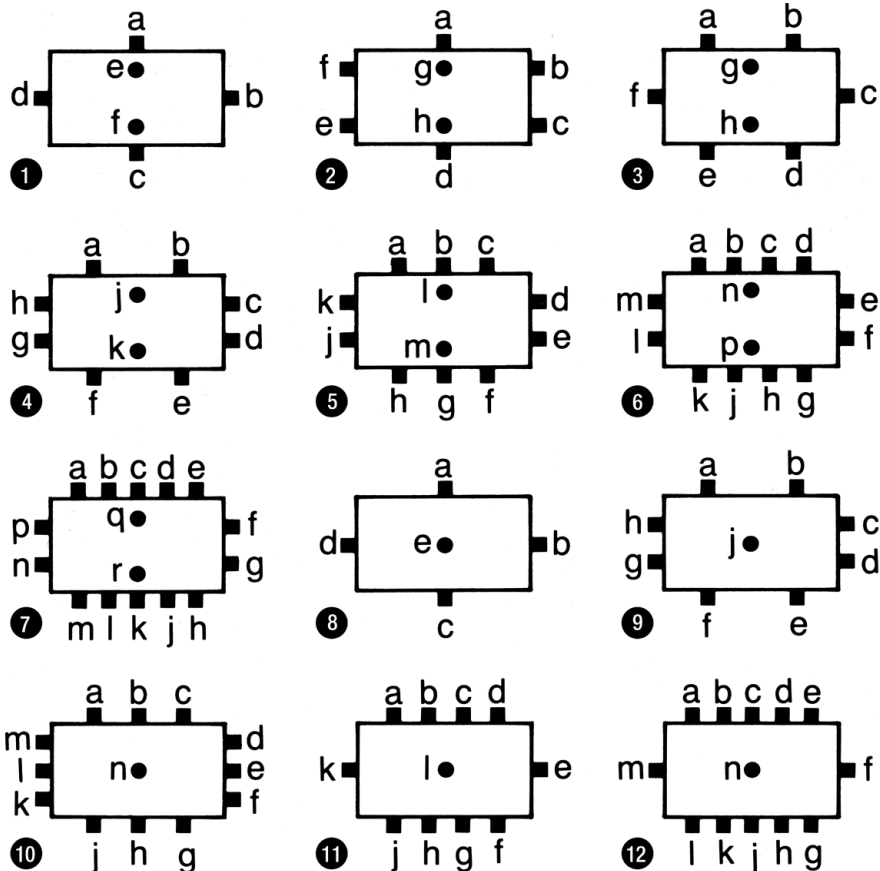 a a a b
e g g
d b f b f c
f h e c h
1 c 2 d 3 e d
a b a b c a b c d
j l n
h c k d m e
g k d j m e l p f
4 f e 5 h g f 6 k j h g
a b c d e a a b
q h c
p f d e b j
n r g g d
7 m l k j h 8 c 9 f e
a b c a b c d a b c d e
m d
l n e k l e m n f
k f
10 j h g 11 j h g f 12 l k j h g